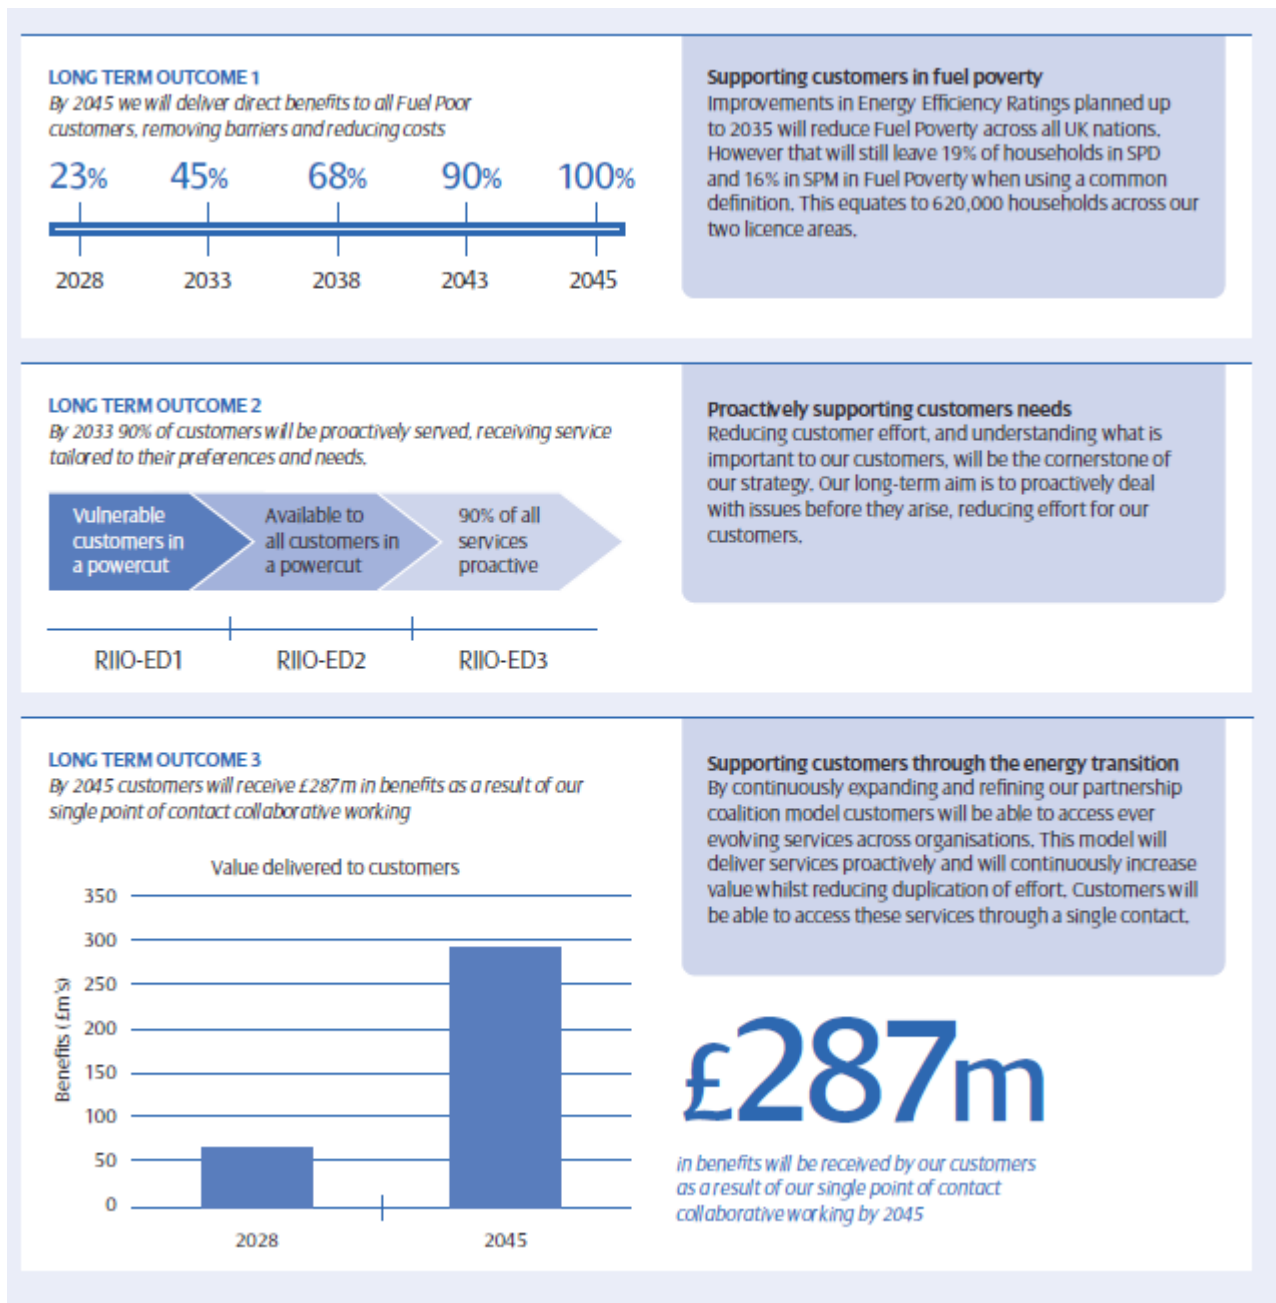 LONG TERM OUTCOME 1
By 2045 we will deliver direct benefits to all Fuel Poor
customers, removing barriers and reducing costs
23% 45% 68% 90% 100%
2028 2033 2038 2043 2045
Supporting customers in fuel poverty
Improvements in Energy Efficiency Ratings planned up
to 2035 will reduce Fuel Poverty across all UK nations.
However that will still leave 19% of households in SPD
and 16% in SPM in Fuel Poverty when using a common
definition. This equates to 620,000 households across our
two licence areas.
LONG TERM OUTCOME 2
By 2033 90% of customers will be proactively served, receiving service
tailored to their preferences and needs.
Vulnerable
customers in
a powercut
Available to
all customers in
a powercut
90% of all
services
proactive
RIIO-ED1 RIIO-ED2 RIIO-ED3
Proactively supporting customers needs
Reducing customer effort, and understanding what is
important to our customers, will be the cornerstone of
our strategy. Our long-term aim is to proactively deal
with issues before they arise, reducing effort for our
customers.
LONG TERM OUTCOME 3
By 2045 customers will receive £287m in benefits as a result of our
single point of contact collaborative working
Value delivered to customers
Benefits (£m's)
350
300
250
200
150
100
50
0
2028 2045
Supporting customers through the energy transition
By continuously expanding and refining our partnership
coalition model customers will be able to access ever
evolving services across organisations. This model will
deliver services proactively and will continuously increase
value whilst reducing duplication of effort. Customers will
be able to access these services through a single contact.
£287m
in benefits will be received by our customers
as a result of our single point of contact
collaborative working by 2045